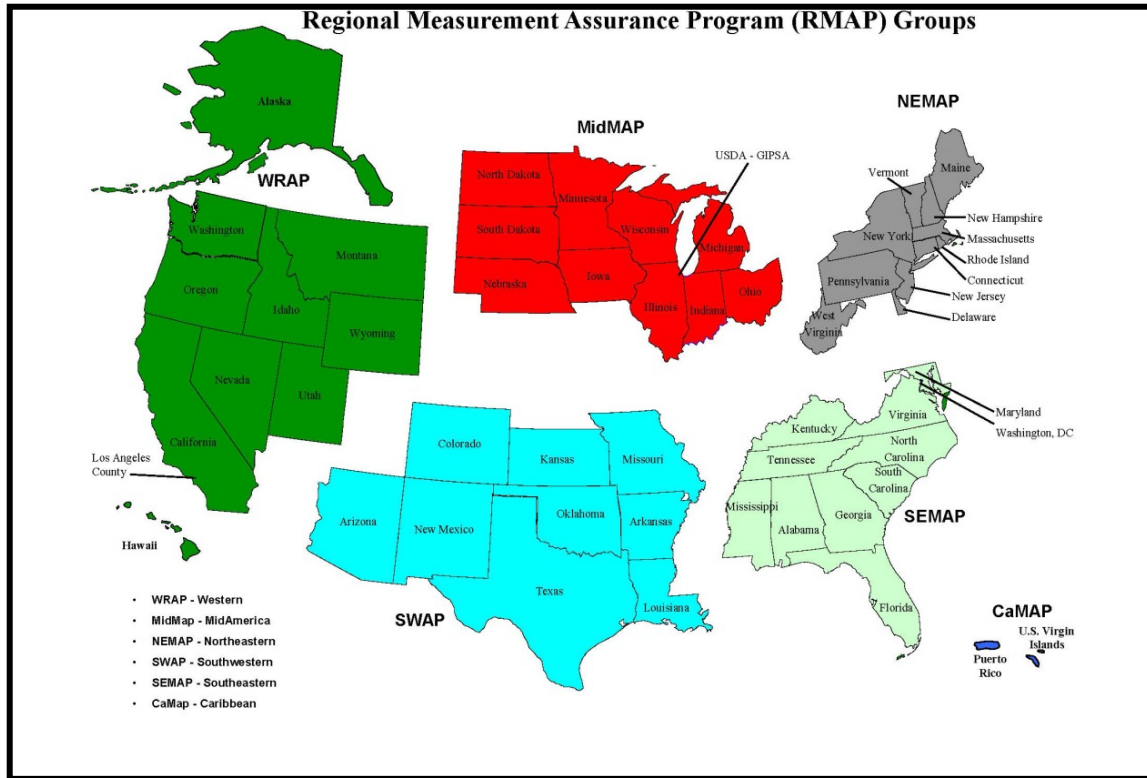 Regional Measurement Assurance Program (RMAP) Groups
Alaska
WRAP
Washington
Montana
Oregon
Idaho
Wyoming
Nevada
Utah
California
Los Angeles
County
Hawaii
MidMAP
USDA - GIPSA
North Dakota
Minnesota
South Dakota
Wisconsin
Michigan
Nebraska
Iowa
Illinois
Indiana
Ohio
NEMAP
Maine
Vermont
New Hampshire
Massachusetts
New York
Rhode Island
Connecticut
Pennsylvania
New Jersey
West
Virginia
Delaware
Colorado
Kansas
Missouri
Arizona
New Mexico
Oklahoma
Arkansas
Texas
Louisiana
SWAP
Maryland
Washington, DC
Virginia
Kentucky
North
Carolina
Tennessee
South
Carolina
Mississippi
Alabama
Georgia
SEMAP
Florida
CaMAP
U.S. Virgin
Islands
Puerto
Rico
• WRAP - Western
• MidMap - MidAmerica
• NEMAP - Northeastern
• SWAP - Southwestern
• SEMAP - Southeastern
• CaMap - Caribbean